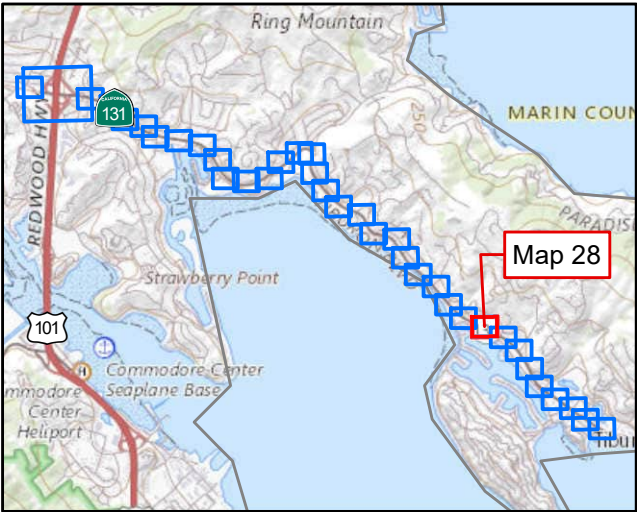 Ring Mountain
CALIFORNIA
131
MARIN COUN
250
REDWOOD HWY
PARADIS
Map 28
Strawberry Point
101
H
Commodore Center
Seaplane Base
mmodore
Center
Heliport
Tibur